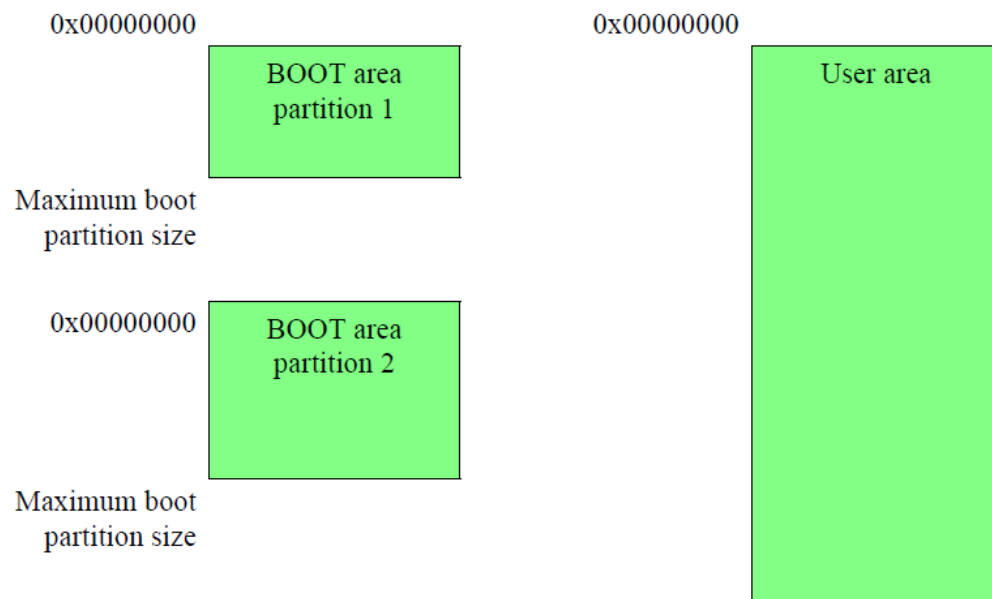 0x00000000
BOOT area
partition 1
Maximum boot
partition size
0x00000000
BOOT area
partition 2
Maximum boot
partition size
0x00000000
User area